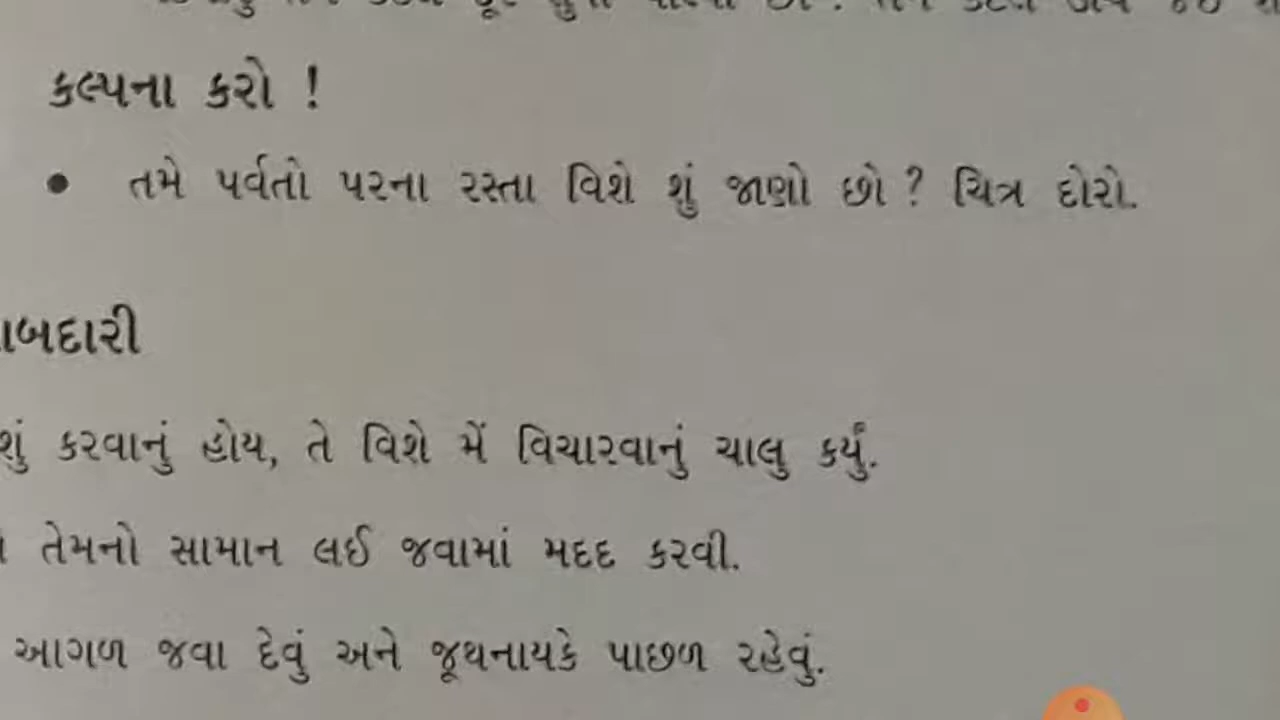 કલ્પના કરો !
• તમે પર્વતો પરના રસ્તા વિશે શું જાણો છો ? ચિત્ર દોરો.
ાબદારી
શું કરવાનું હોય, તે વિશે મેં વિચારવાનું ચાલુ કર્યું.
તેમનો સામાન લઈ જવામાં મદદ કરવી.
આગળ જવા દેવું અને જૂથનાયકે પાછળ રહેવું.